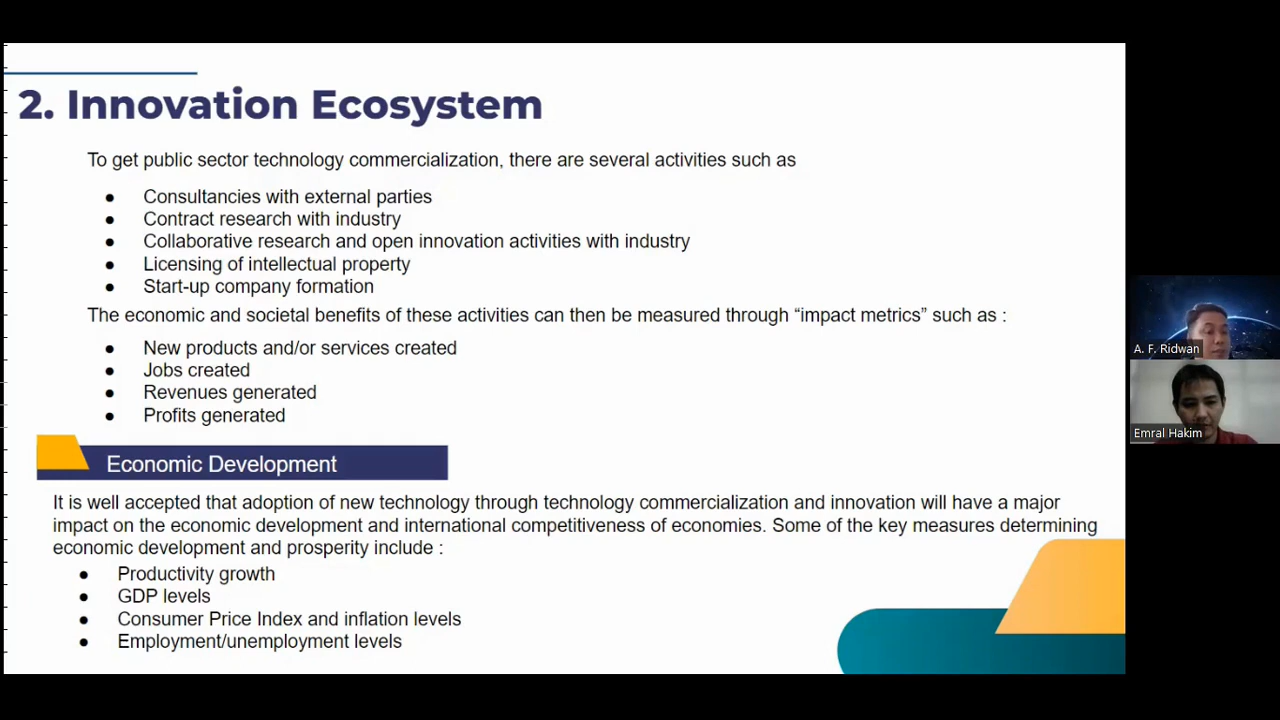 2. Innovation Ecosystem
To get public sector technology commercialization, there are several activities such as
● Consultancies with external parties
● Contract research with industry
● Collaborative research and open innovation activities with industry
● Licensing of intellectual property
● Start-up company formation
The economic and societal benefits of these activities can then be measured through “impact metrics” such as :
● New products and/or services created
● Jobs created
● Revenues generated
● Profits generated
Economic Development
It is well accepted that adoption of new technology through technology commercialization and innovation will have a major
impact on the economic development and international competitiveness of economies. Some of the key measures determining
economic development and prosperity include :
● Productivity growth
● GDP levels
● Consumer Price Index and inflation levels
● Employment/unemployment levels
A. F. Ridwan
Emral Hakim